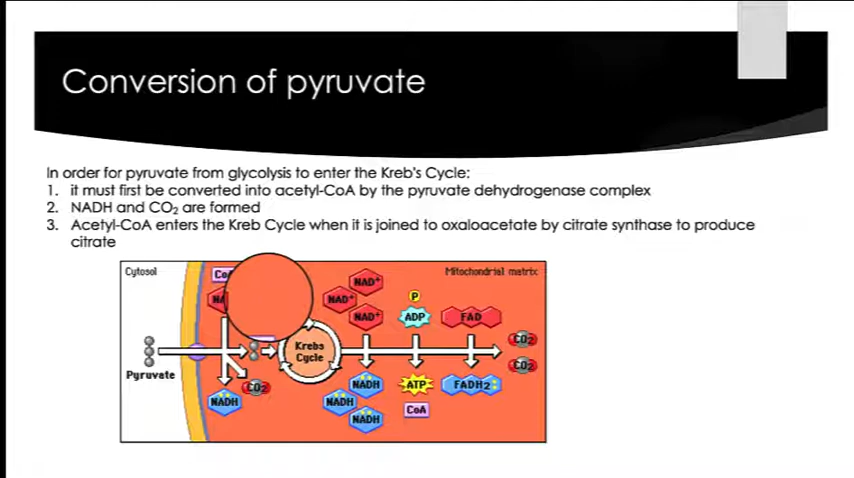 Conversion of pyruvate
In order for pyruvate from glycolysis to enter the Kreb's Cycle:
1. it must first be converted into acetyl-CoA by the pyruvate dehydrogenase complex
2. NADH and CO₂ are formed
3. Acetyl-CoA enters the Kreb Cycle when it is joined to oxaloacetate by citrate synthase to produce
citrate
Cytosol
Mitochondrial matrix
NAD⁺
NAD⁺
NAD⁺
P
ADP
FAD
CO₂
CO₂
Krebs
Cycle
Pyruvate
CO₂
NADH
NADH
NADH
NADH
ATP
CoA
FADH₂